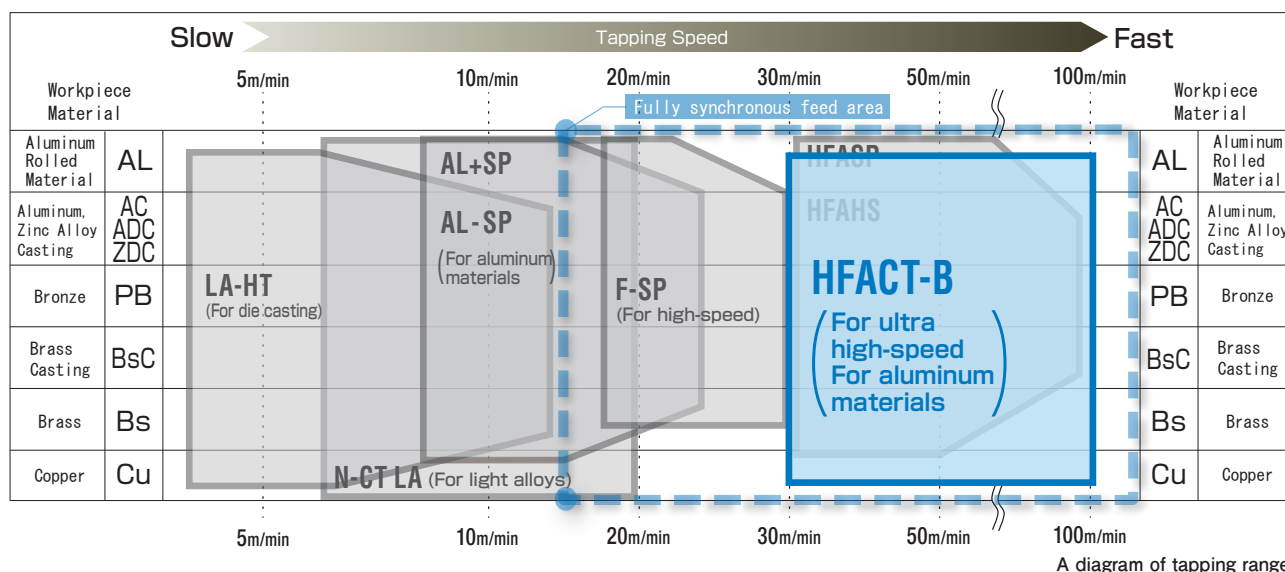 Slow Tapping Speed Fast
5m/min 10m/min 20m/min 30m/min 50m/min 100m/min
Workpiece
Material
Workpiece
Material
Fully synchronous feed area
Aluminum
Rolled
Material
AL
AL+SP
HFASP
AL
Aluminum
Rolled
Material
Aluminum,
Zinc Alloy
Casting
AC
ADC
ZDC
AL-SP
(For aluminum
materials)
HFAHS
AC
ADC
ZDC
Aluminum,
Zinc Alloy
Casting
Bronze PB
LA-HT
(For die casting)
F-SP
(For high-speed)
HFACT-B
(For ultra
high-speed
For aluminum
materials)
PB Bronze
Brass
Casting
BsC
BsC
Brass
Casting
Brass Bs
Bs Brass
Copper Cu
N-CT LA (For light alloys)
Cu Copper
5m/min 10m/min 20m/min 30m/min 50m/min 100m/min
A diagram of tapping range